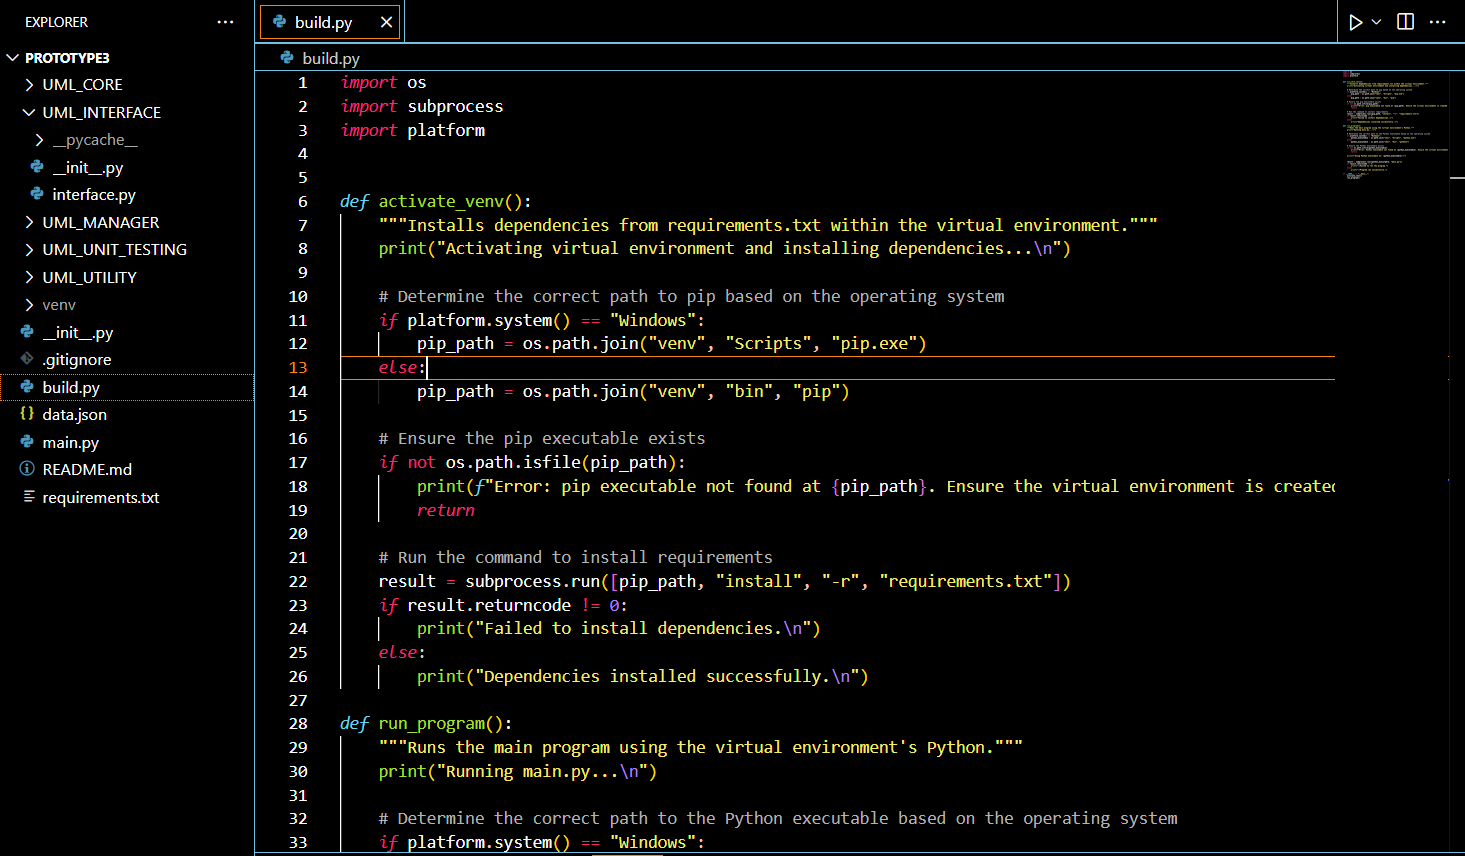 EXPLORER
PROTOTYPE3
UML_CORE
UML_INTERFACE
__pycache__
__init__.py
interface.py
UML_MANAGER
UML_UNIT_TESTING
UML_UTILITY
venv
__init__.py
.gitignore
build.py
data.json
main.py
README.md
requirements.txt
build.py
build.py
1 import os
2 import subprocess
3 import platform
4
5
6 def activate_venv():
7     """Installs dependencies from requirements.txt within the virtual environment."""
8     print("Activating virtual environment and installing dependencies...\n")
9
10     # Determine the correct path to pip based on the operating system
11     if platform.system() == "Windows":
12         pip_path = os.path.join("venv", "Scripts", "pip.exe")
13     else:
14         pip_path = os.path.join("venv", "bin", "pip")
15
16     # Ensure the pip executable exists
17     if not os.path.isfile(pip_path):
18         print(f"Error: pip executable not found at {pip_path}. Ensure the virtual environment is created
19         return
20
21     # Run the command to install requirements
22     result = subprocess.run([pip_path, "install", "-r", "requirements.txt"])
23     if result.returncode != 0:
24         print("Failed to install dependencies.\n")
25     else:
26         print("Dependencies installed successfully.\n")
27
28 def run_program():
29     """Runs the main program using the virtual environment's Python."""
30     print("Running main.py...\n")
31
32     # Determine the correct path to the Python executable based on the operating system
33     if platform.system() == "Windows":